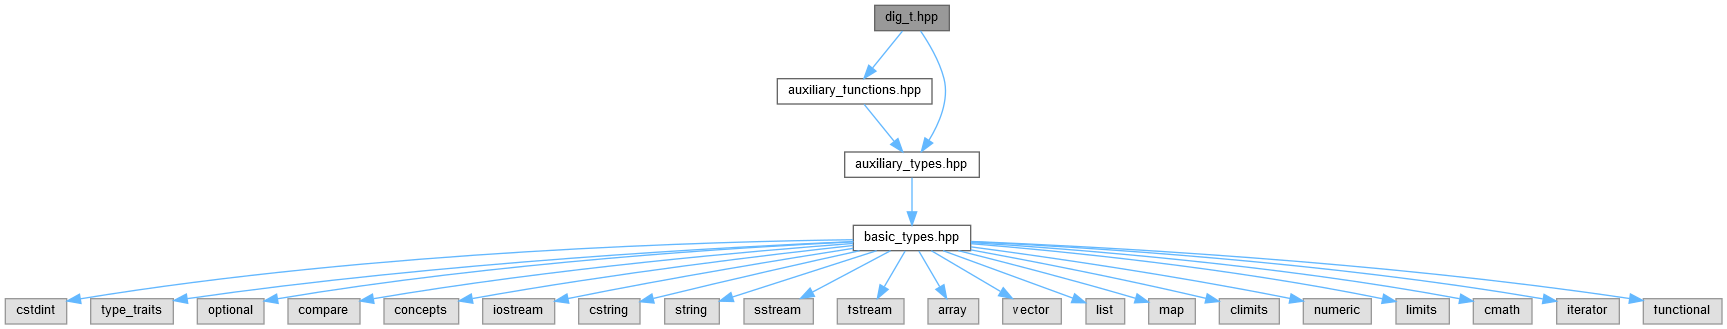 dig_t.hpp
auxiliary_functions.hpp
auxiliary_types.hpp
basic_types.hpp
cstdint
type_traits
optional
compare
concepts
iostream
cstring
string
sstream
fstream
array
vector
list
map
climits
numeric
limits
cmath
iterator
functional